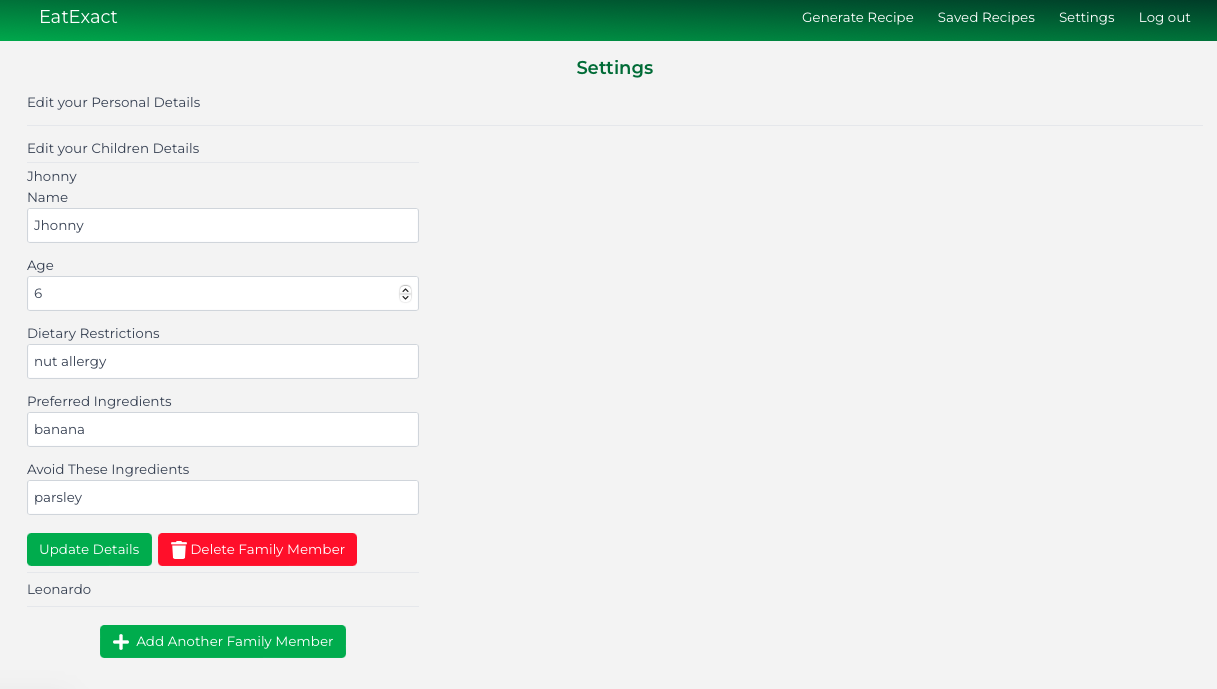 EatExact
Generate Recipe Saved Recipes Settings Log out
Settings
Edit your Personal Details
Edit your Children Details
Jhonny
Name
Jhonny
Age
6
Dietary Restrictions
nut allergy
Preferred Ingredients
banana
Avoid These Ingredients
parsley
Update Details Delete Family Member
Leonardo
Add Another Family Member